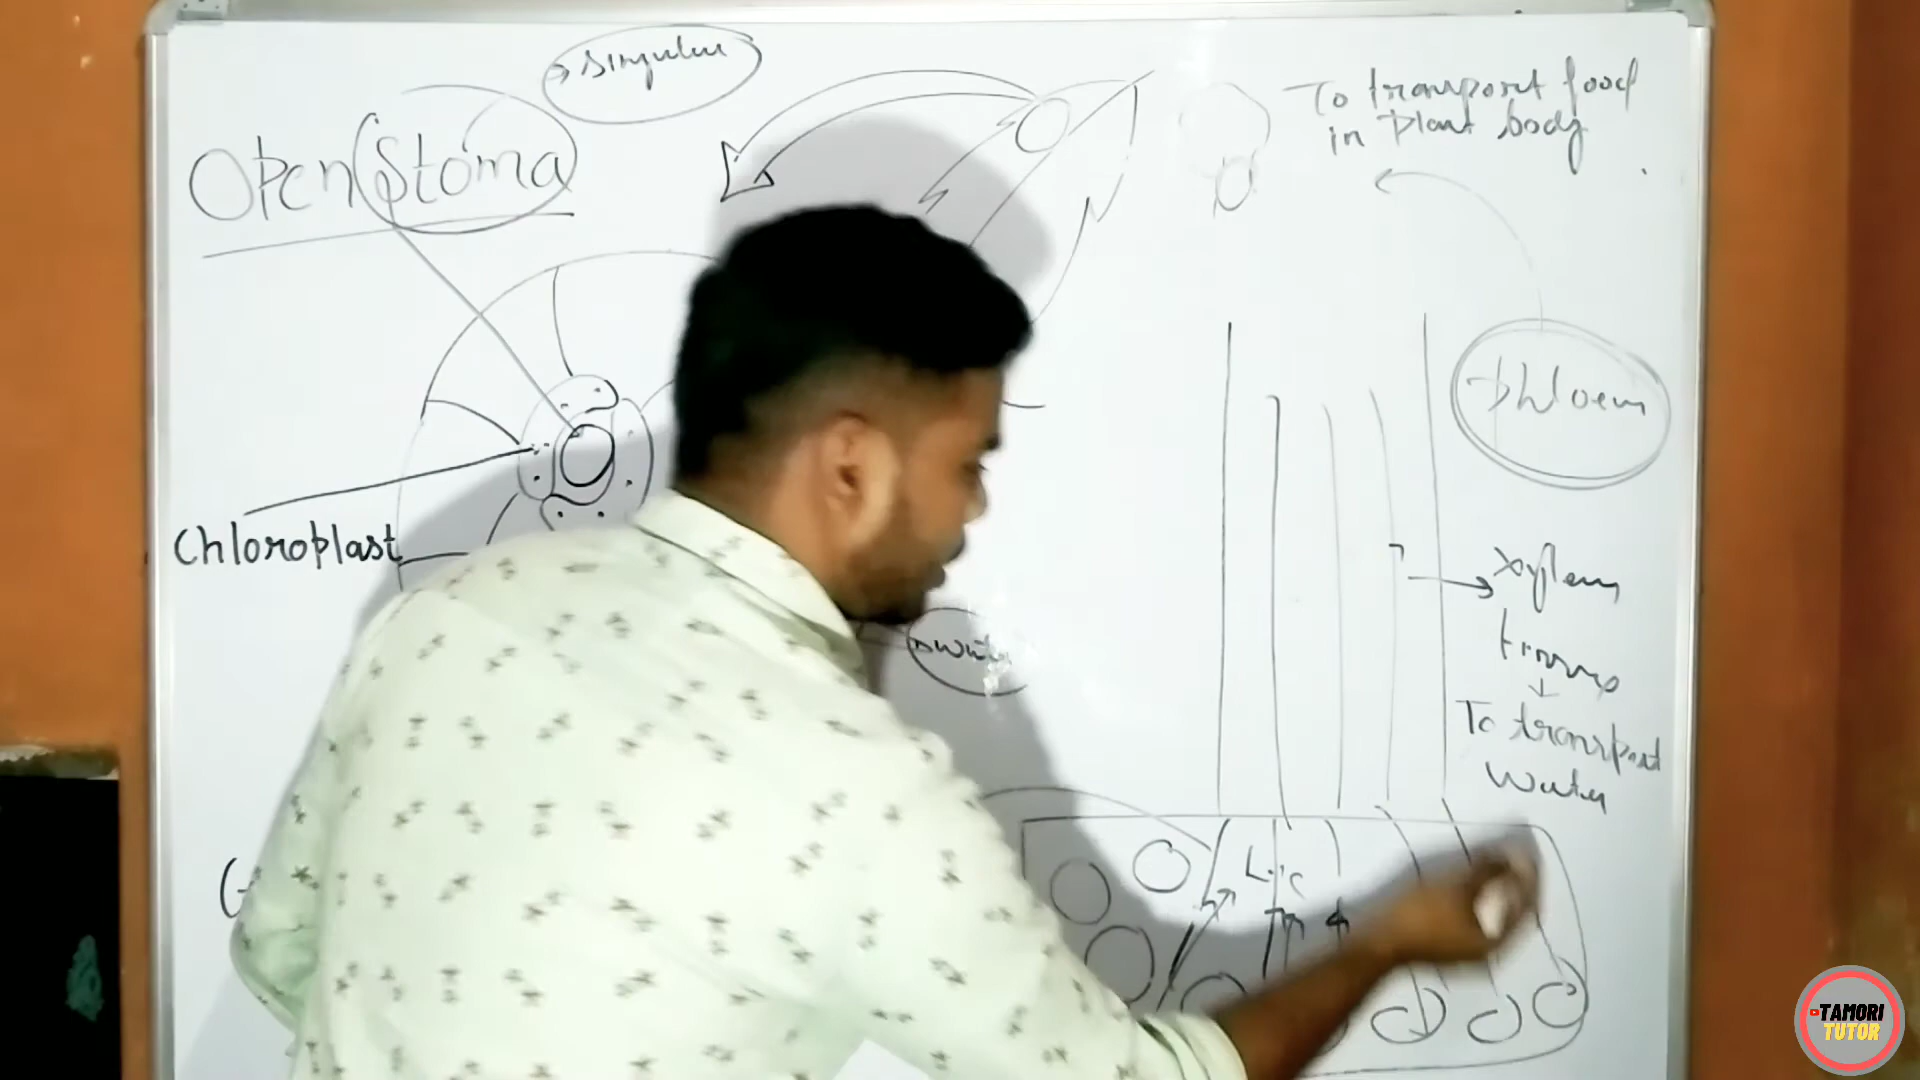 → Singular
Open Stoma
To transport food
in Plant body
Phloem
Chloroplast
Xylem
To transport
Water
G
TAMORI
TUTOR